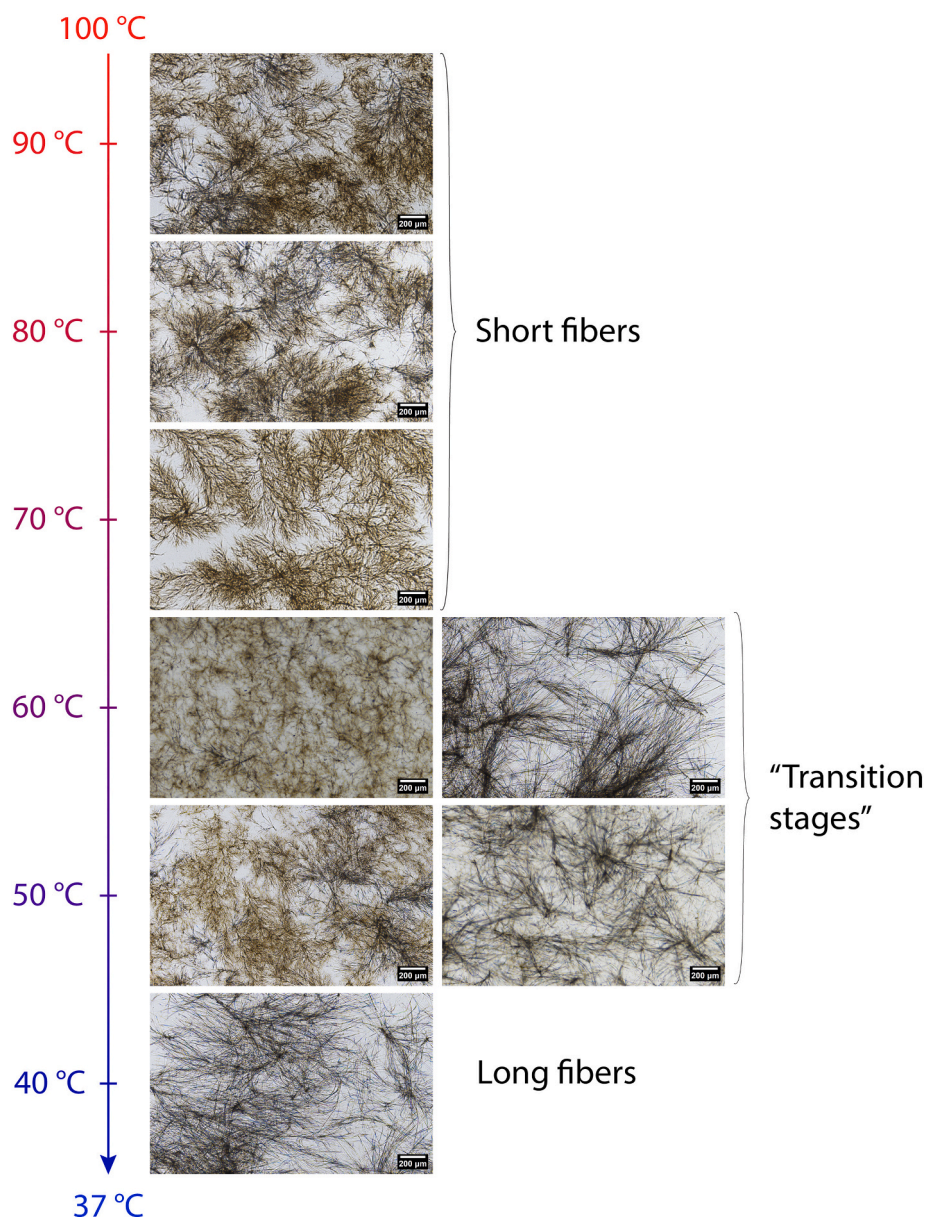 100 °C
90 °C
200 µm
80 °C
200 µm
Short fibers
70 °C
200 µm
60 °C
200 µm
200 µm
“Transition
stages”
50 °C
200 µm
200 µm
40 °C
200 µm
Long fibers
37 °C